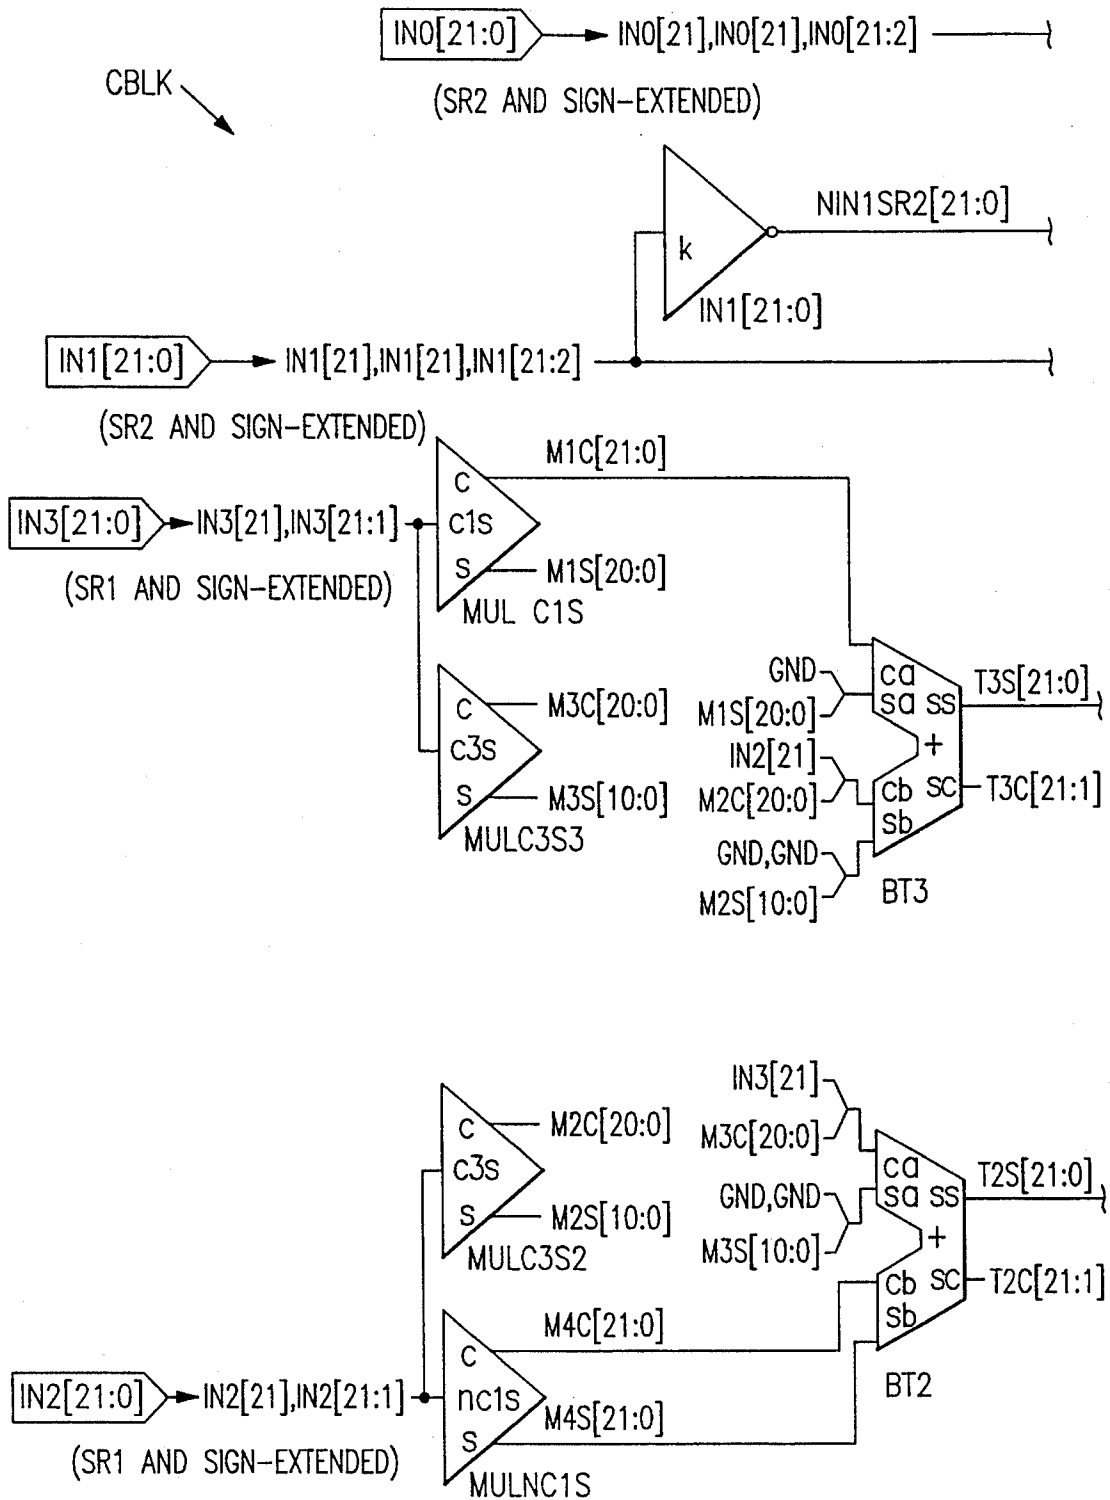 IN0[21:0] IN0[21],IN0[21],IN0[21:2]
CBLK
(SR2 AND SIGN-EXTENDED)
NIN1SR2[21:0]
k
IN1[21:0]
IN1[21:0] IN1[21],IN1[21],IN1[21:2]
(SR2 AND SIGN-EXTENDED)
M1C[21:0]
C
IN3[21:0] IN3[21],IN3[21:1] C1S
S M1S[20:0]
(SR1 AND SIGN-EXTENDED)
MUL C1S
GND
ca
T3S[21:0]
C M3C[20:0]
M1S[20:0]
sa SS
C3S
IN2[21]
+
S M3S[10:0]
M2C[20:0]
Cb SC T3C[21:1]
Sb
MULC3S3
GND,GND
BT3
M2S[10:0]
IN3[21]
C M2C[20:0]
M3C[20:0]
ca
C3S
T2S[21:0]
GND,GND
sa SS
S M2S[10:0]
M3S[10:0]
+
MULC3S2
Cb SC T2C[21:1]
Sb
M4C[21:0]
C
BT2
IN2[21:0] IN2[21],IN2[21:1] nc1s
M4S[21:0]
S
(SR1 AND SIGN-EXTENDED)
MULNC1S